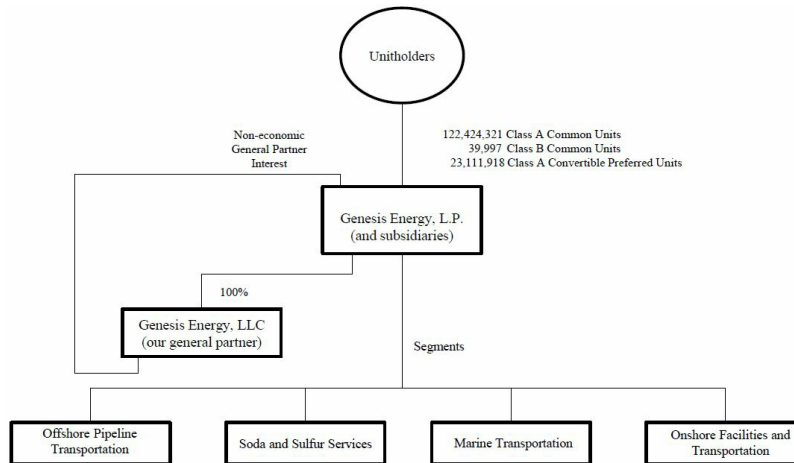 Unitholders
Non-economic
General Partner
Interest
122,424,321 Class A Common Units
39,997 Class B Common Units
23,111,918 Class A Convertible Preferred Units
Genesis Energy, L.P.
(and subsidiaries)
100%
Genesis Energy, LLC
(our general partner)
Segments
Offshore Pipeline
Transportation
Soda and Sulfur Services
Marine Transportation
Onshore Facilities and
Transportation